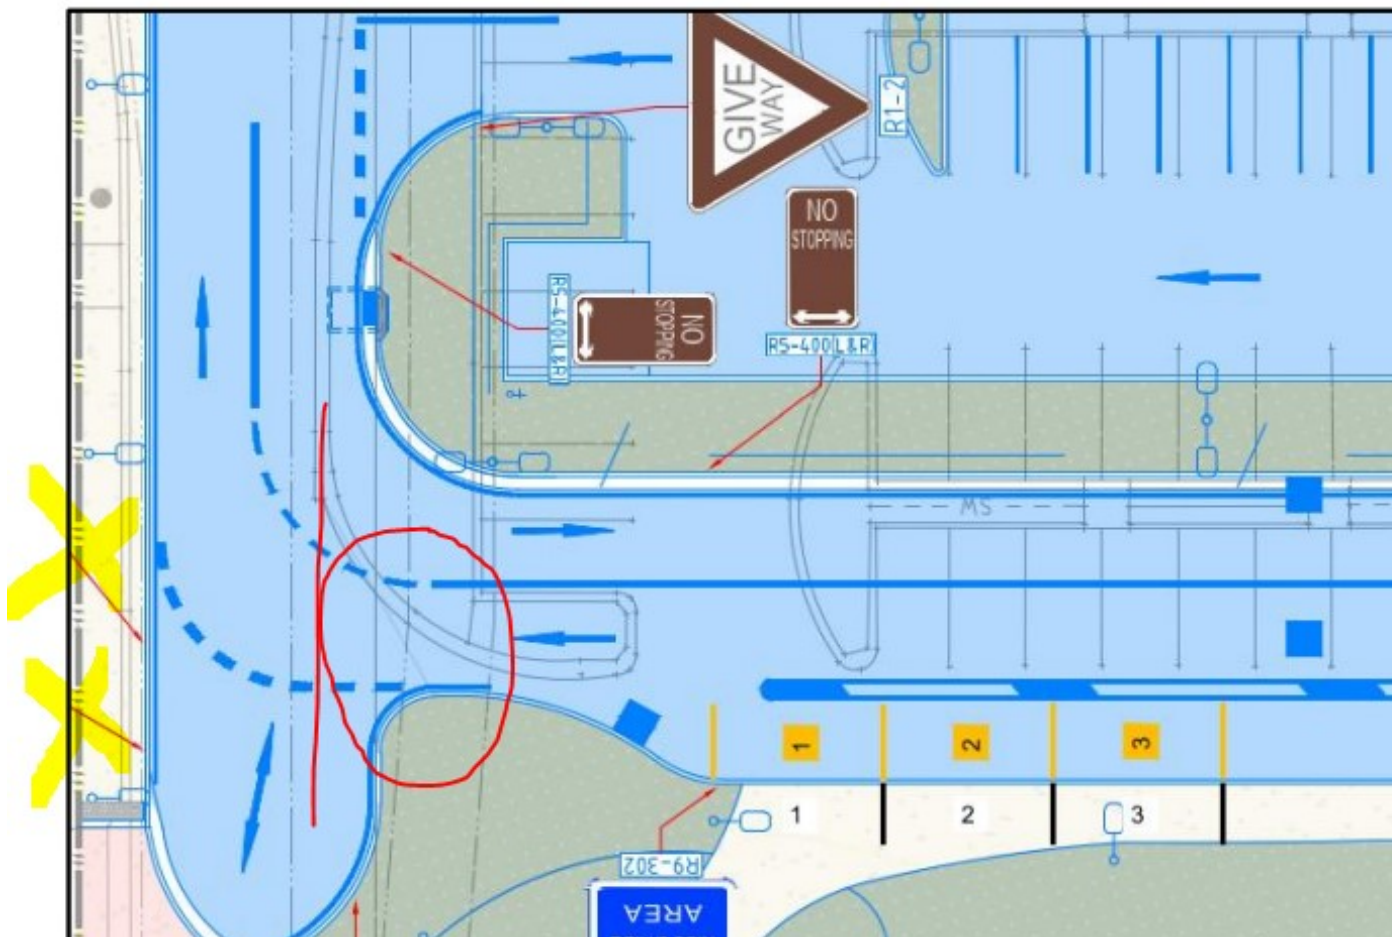 GIVE
WAY
R1-2
NO
STOPPING
R5-400(L&R)
NO
STOPPING
R5-400(L&R)
SW
1
2
3
1
2
3
R9-302
AREA